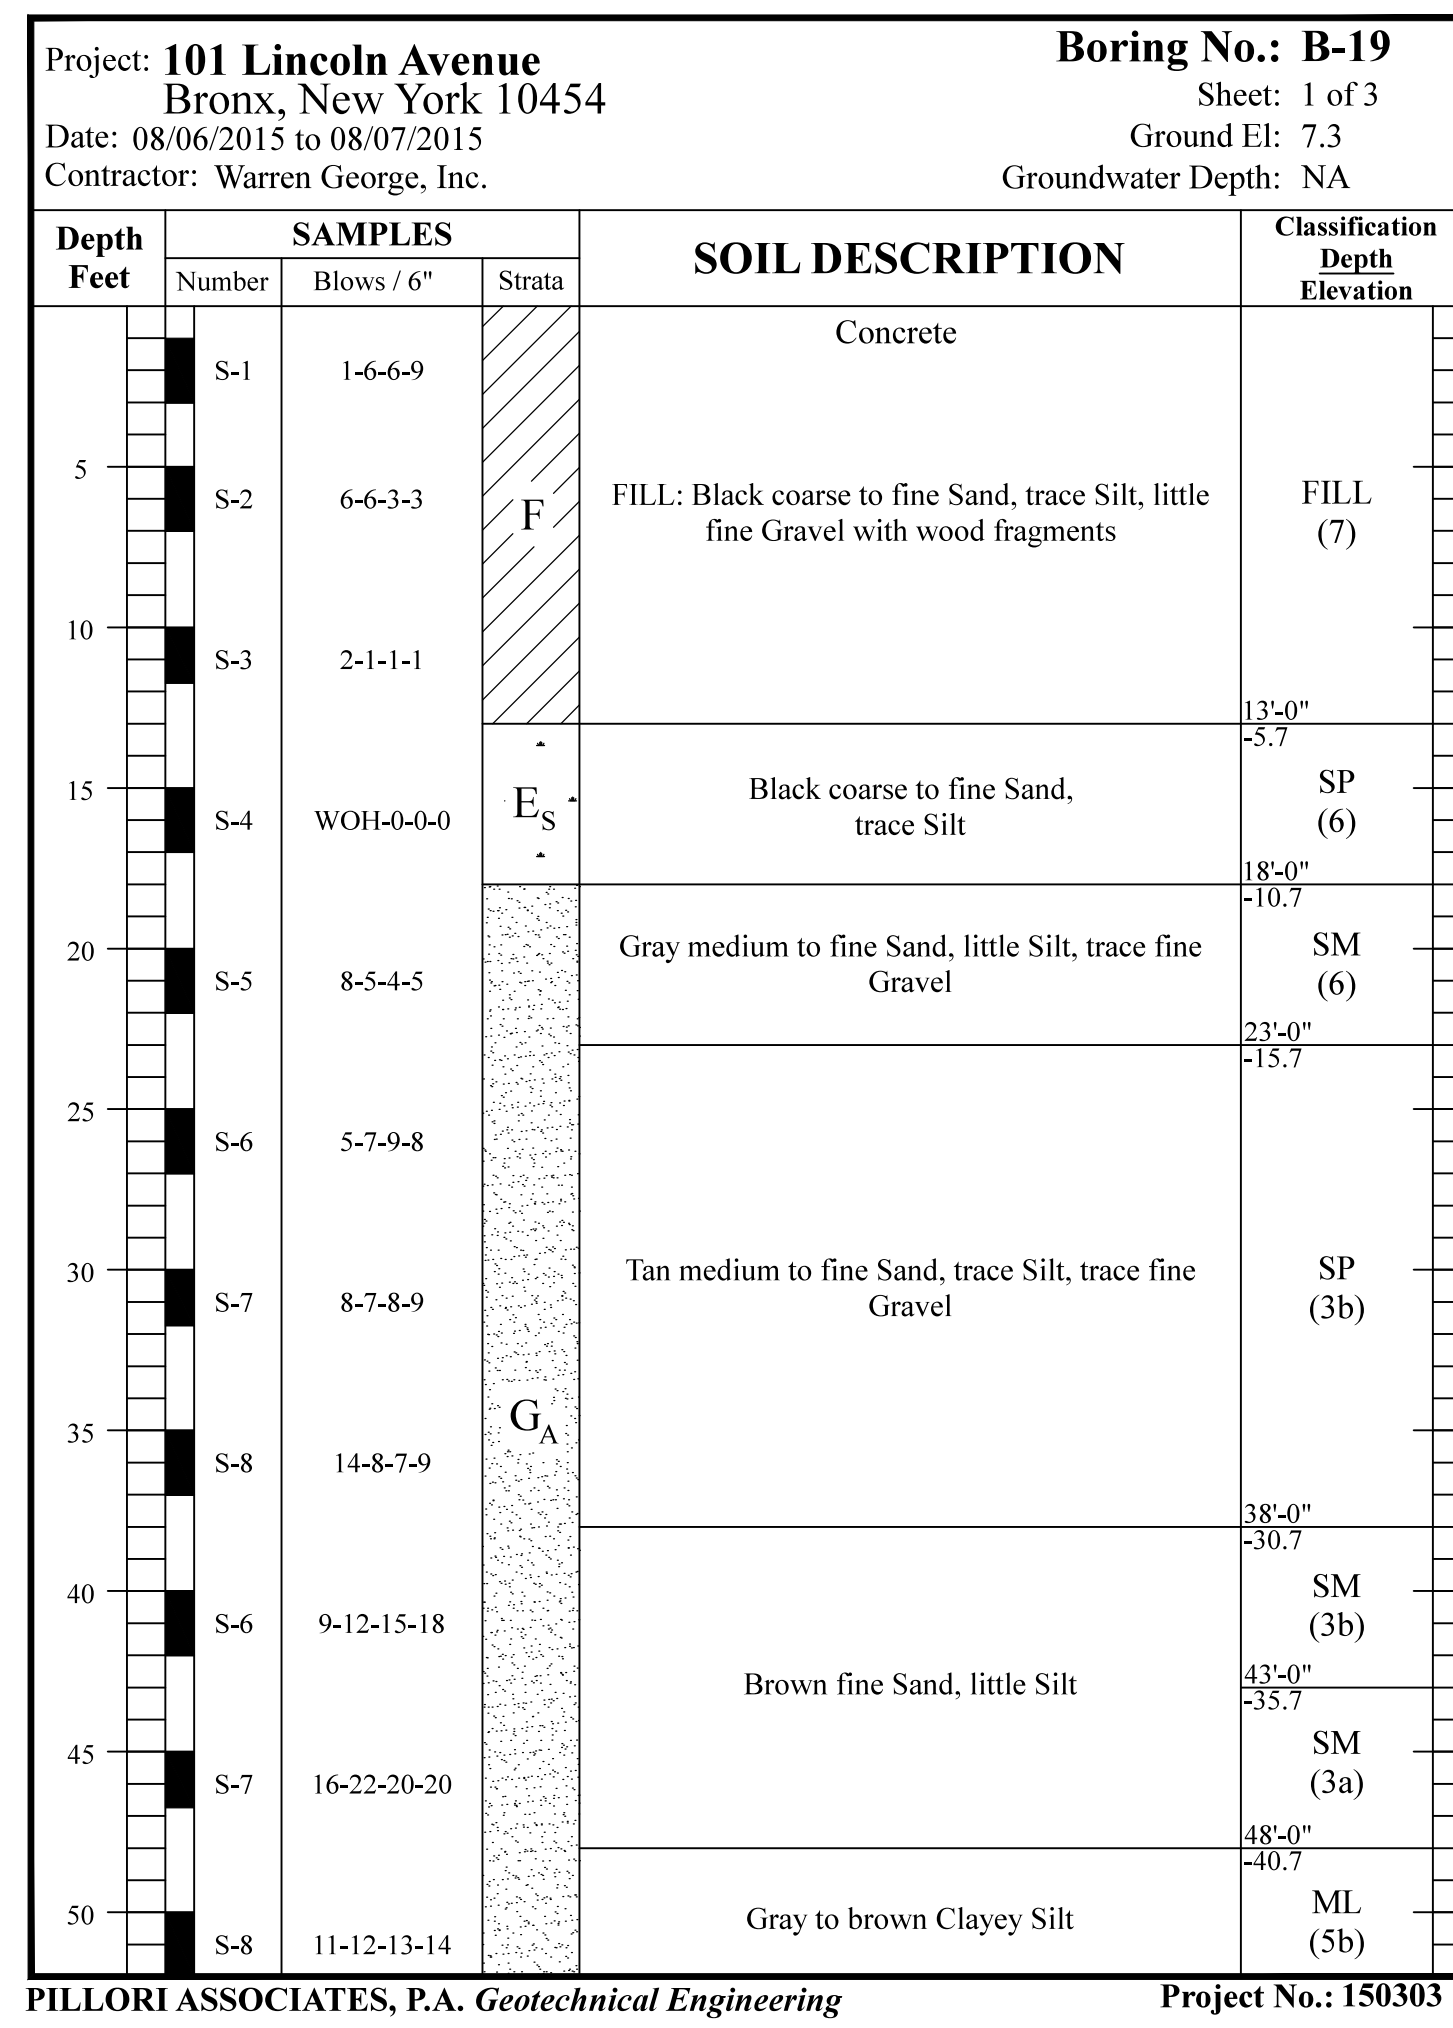 Project: 101 Lincoln Avenue
Bronx, New York 10454
Date: 08/06/2015 to 08/07/2015
Contractor: Warren George, Inc.
Boring No.: B-19
Sheet: 1 of 3
Ground El: 7.3
Groundwater Depth: NA
Depth
Feet
SAMPLES
Number
Blows / 6"
Strata
SOIL DESCRIPTION
Classification
Depth
Elevation
Concrete
S-1 1-6-6-9
5
S-2 6-6-3-3
F
FILL: Black coarse to fine Sand, trace Silt, little
fine Gravel with wood fragments
FILL
(7)
10
S-3 2-1-1-1
13'-0"
-5.7
15
S-4 WOH-0-0-0
ES
Black coarse to fine Sand,
trace Silt
SP
(6)
18'-0"
-10.7
20
S-5 8-5-4-5
Gray medium to fine Sand, little Silt, trace fine
Gravel
SM
(6)
23'-0"
-15.7
25
S-6 5-7-9-8
30
S-7 8-7-8-9
Tan medium to fine Sand, trace Silt, trace fine
Gravel
SP
(3b)
GA
35
S-8 14-8-7-9
38'-0"
-30.7
40
S-6 9-12-15-18
SM
(3b)
Brown fine Sand, little Silt
43'-0"
-35.7
45
S-7 16-22-20-20
SM
(3a)
48'-0"
-40.7
50
S-8 11-12-13-14
Gray to brown Clayey Silt
ML
(5b)
PILLORI ASSOCIATES, P.A. Geotechnical Engineering
Project No.: 150303